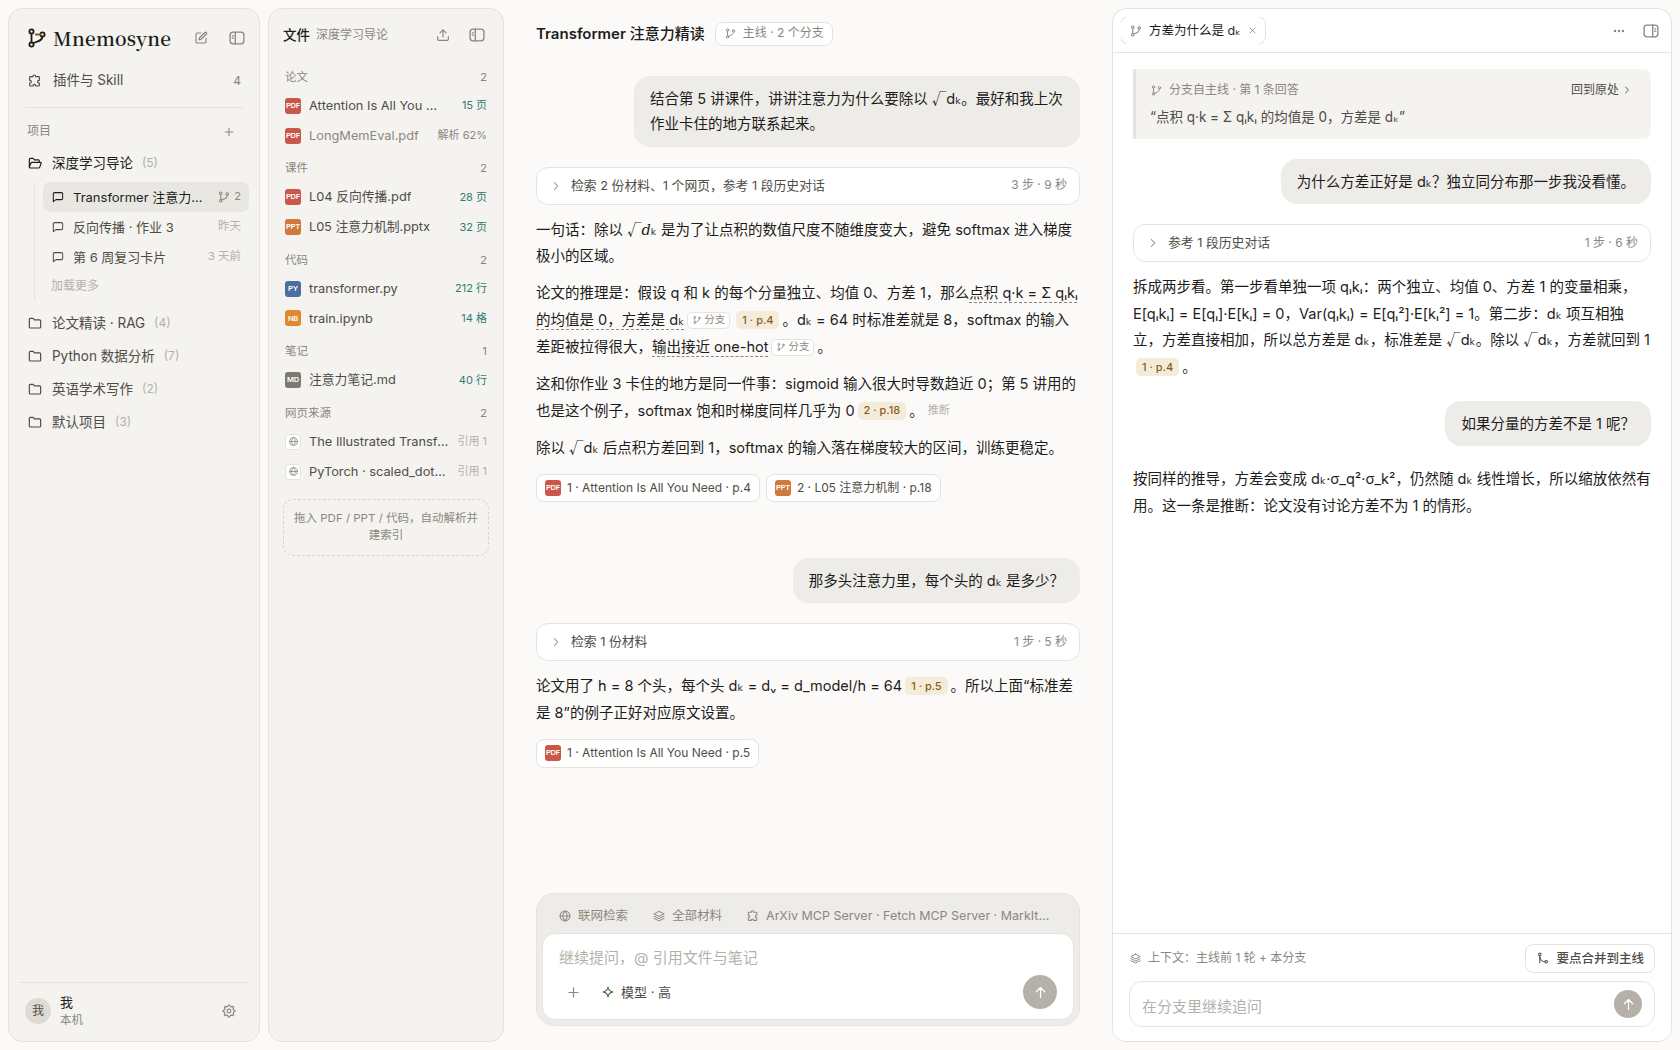 Mnemosyne
插件与 Skill 4
项目
深度学习导论 (5)
Transformer 注意力... 2
反向传播 · 作业 3 昨天
第 6 周复习卡片 3 天前
加载更多
论文精读 · RAG (4)
Python 数据分析 (7)
英语学术写作 (2)
默认项目 (3)
我
我
本机
文件 深度学习导论
论文 2
PDF Attention Is All You ... 15 页
PDF LongMemEval.pdf 解析 62%
课件 2
PDF L04 反向传播.pdf 28 页
PPT L05 注意力机制.pptx 32 页
代码 2
PY transformer.py 212 行
NB train.ipynb 14 格
笔记 1
MD 注意力笔记.md 40 行
网页来源 2
The Illustrated Transf... 引用 1
PyTorch · scaled_dot... 引用 1
拖入 PDF / PPT / 代码，自动解析并
建索引
Transformer 注意力精读 主线 · 2 个分支
结合第 5 讲课件，讲讲注意力为什么要除以 √dₖ。最好和我上次
作业卡住的地方联系起来。
检索 2 份材料、1 个网页，参考 1 段历史对话 3 步 · 9 秒
一句话：除以 √dₖ 是为了让点积的数值尺度不随维度变大，避免 softmax 进入梯度
极小的区域。
论文的推理是：假设 q 和 k 的每个分量独立、均值 0、方差 1，那么点积 q·k = Σ qᵢkᵢ
的均值是 0，方差是 dₖ 分支 1 · p.4 。dₖ = 64 时标准差就是 8，softmax 的输入
差距被拉得很大，输出接近 one-hot 分支 。
这和你作业 3 卡住的地方是同一件事：sigmoid 输入很大时导数趋近 0；第 5 讲用的
也是这个例子，softmax 饱和时梯度同样几乎为 0 2 · p.18 。 推断
除以 √dₖ 后点积方差回到 1，softmax 的输入落在梯度较大的区间，训练更稳定。
PDF 1 · Attention Is All You Need · p.4 PPT 2 · L05 注意力机制 · p.18
那多头注意力里，每个头的 dₖ 是多少？
检索 1 份材料 1 步 · 5 秒
论文用了 h = 8 个头，每个头 dₖ = dᵥ = d_model/h = 64 1 · p.5 。所以上面“标准差
是 8”的例子正好对应原文设置。
PDF 1 · Attention Is All You Need · p.5
联网检索 全部材料 ArXiv MCP Server · Fetch MCP Server · MarkIt...
继续提问，@ 引用文件与笔记
模型 · 高
方差为什么是 dₖ ×
分支自主线 · 第 1 条回答 回到原处
“点积 q·k = Σ qᵢkᵢ 的均值是 0，方差是 dₖ”
为什么方差正好是 dₖ？独立同分布那一步我没看懂。
参考 1 段历史对话 1 步 · 6 秒
拆成两步看。第一步看单独一项 qᵢkᵢ：两个独立、均值 0、方差 1 的变量相乘，
E[qᵢkᵢ] = E[qᵢ]·E[kᵢ] = 0，Var(qᵢkᵢ) = E[qᵢ²]·E[kᵢ²] = 1。第二步：dₖ 项互相独
立，方差直接相加，所以总方差是 dₖ，标准差是 √dₖ。除以 √dₖ，方差就回到 1
1 · p.4 。
如果分量的方差不是 1 呢？
按同样的推导，方差会变成 dₖ·σ_q²·σ_k²，仍然随 dₖ 线性增长，所以缩放依然有
用。这一条是推断：论文没有讨论方差不为 1 的情形。
上下文：主线前 1 轮 + 本分支 要点合并到主线
在分支里继续追问